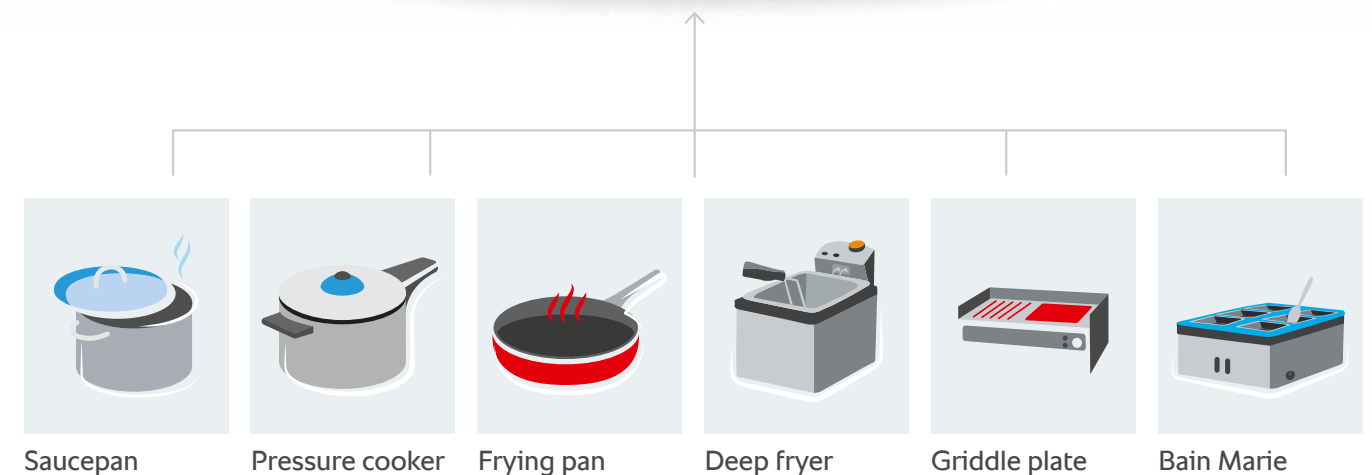 Saucepan
Pressure cooker
Frying pan
Deep fryer
Griddle plate
Bain Marie